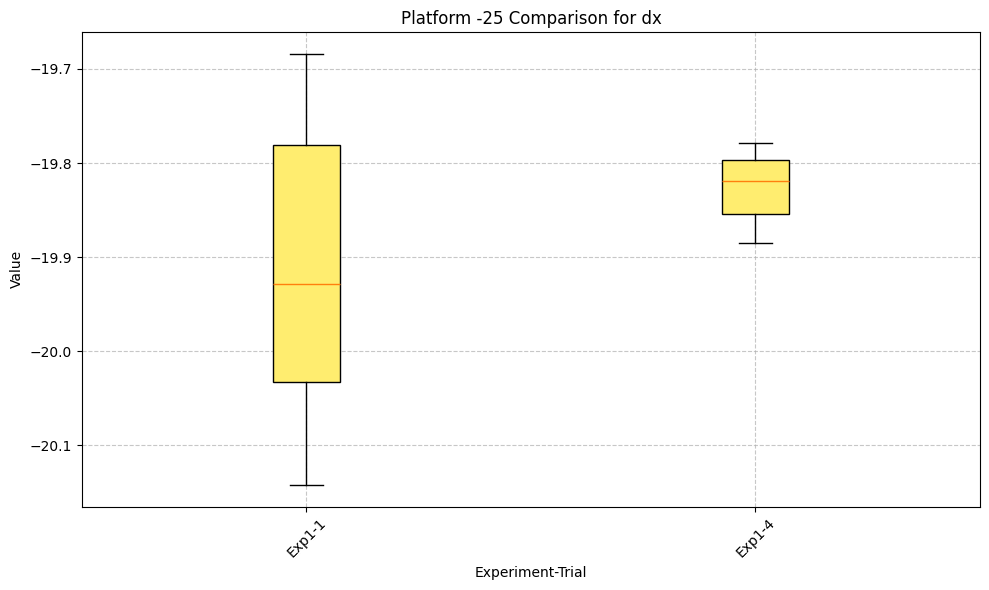 Platform -25 Comparison for dx
Value
−19.7
−19.8
−19.9
−20.0
−20.1
Exp1-1
Exp1-4
Experiment-Trial